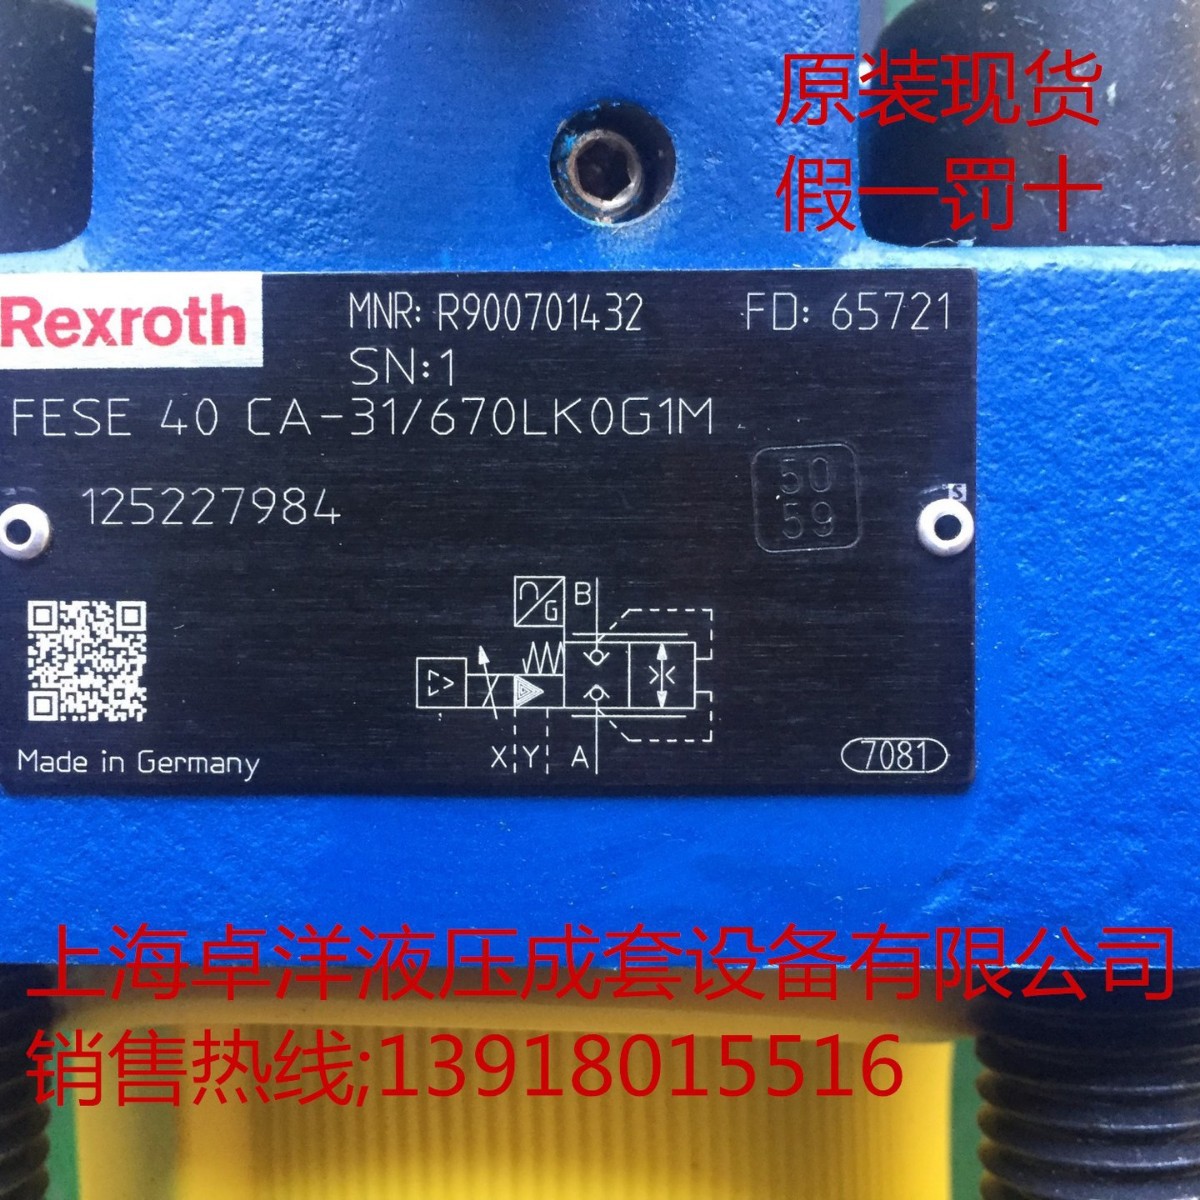 原装现货
假一罚十
Rexroth
MNR: R900701432 FD: 65721
SN:1
FESE 40 CA-31/670LK0G1M
125227984
50
59
S
G
B
X Y A
Made in Germany
7081
上海卓洋液压成套设备有限公司
销售热线;13918015516